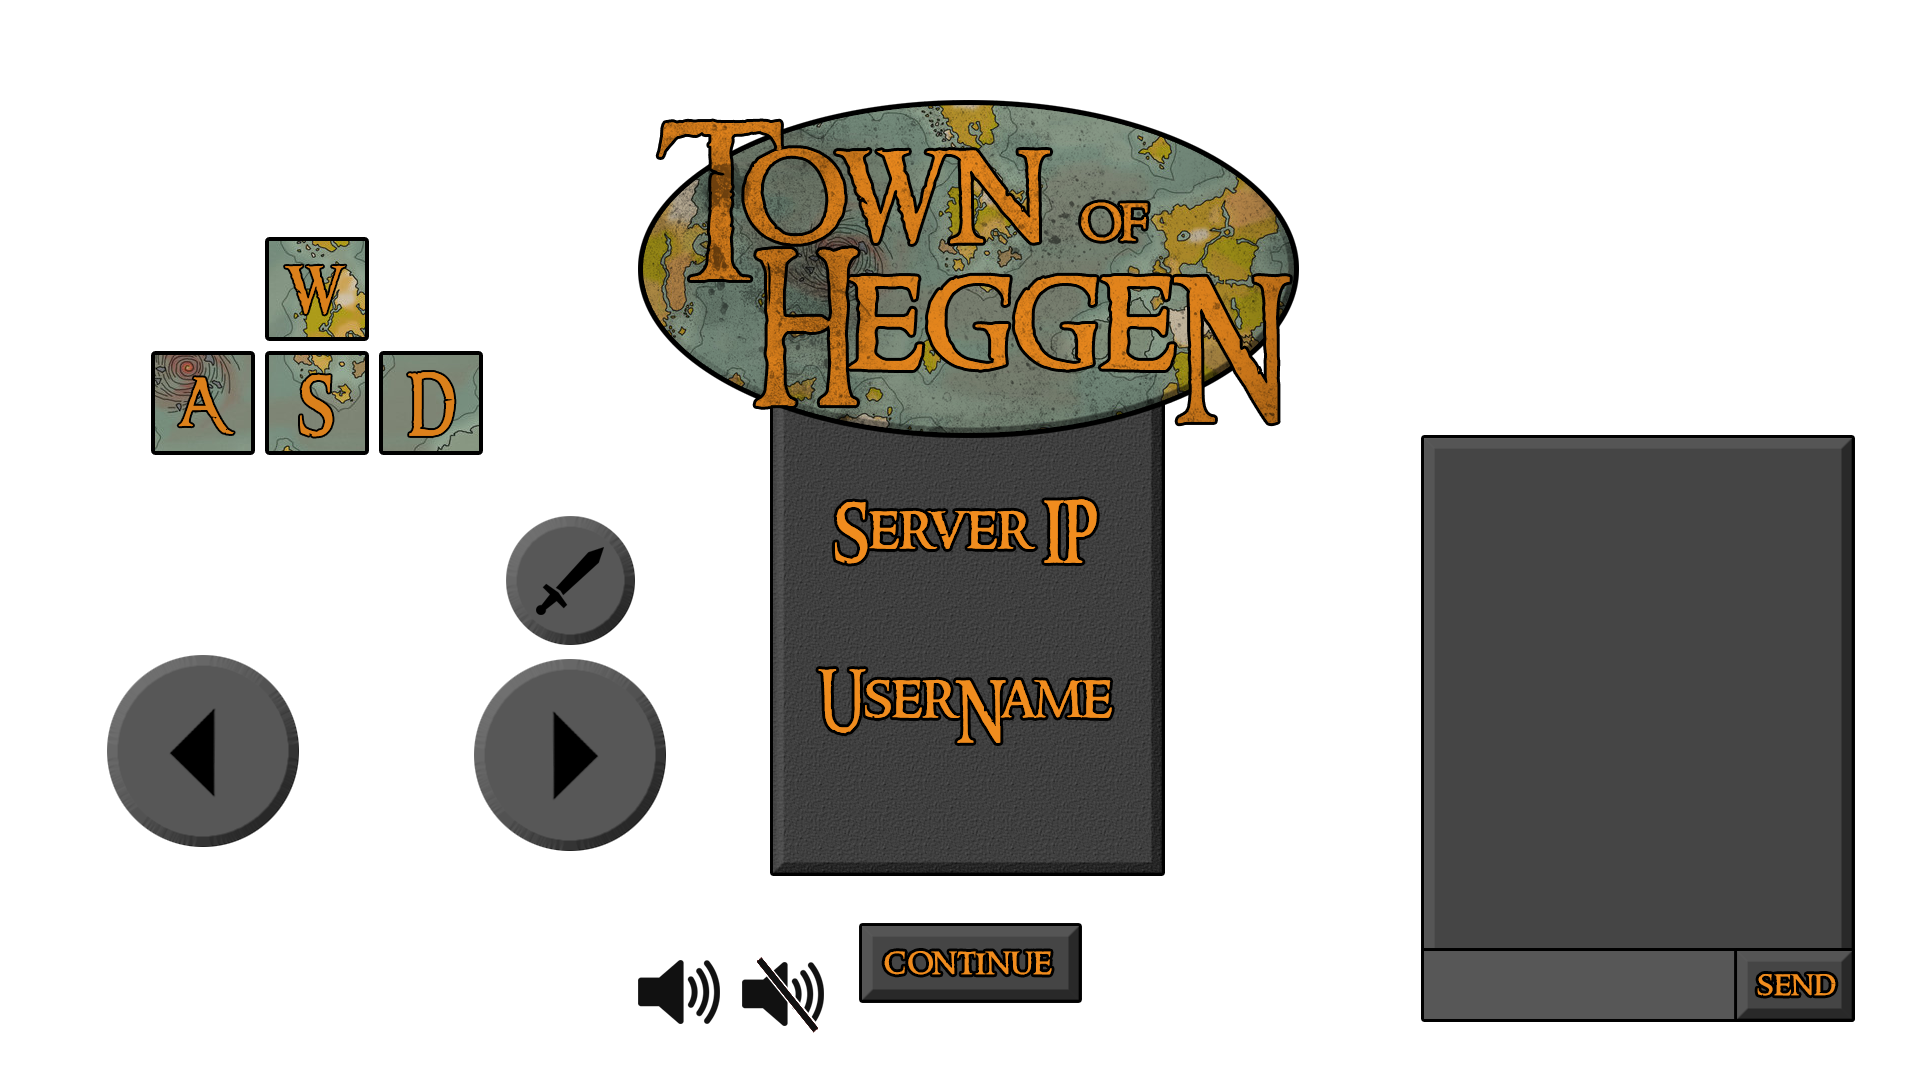 Town of
Heggen
W
A S D
Server IP
UserName
CONTINUE
SEND